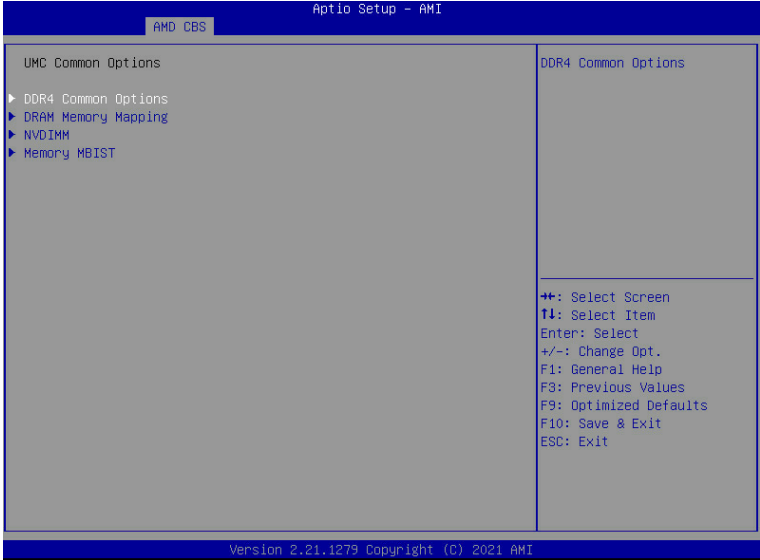 Aptio Setup – AMI
AMD CBS
UMC Common Options
DDR4 Common Options
DRAM Memory Mapping
NVDIMM
Memory MBIST
DDR4 Common Options
→←: Select Screen
↑↓: Select Item
Enter: Select
+/-: Change Opt.
F1: General Help
F3: Previous Values
F9: Optimized Defaults
F10: Save & Exit
ESC: Exit
Version 2.21.1279 Copyright (C) 2021 AMI